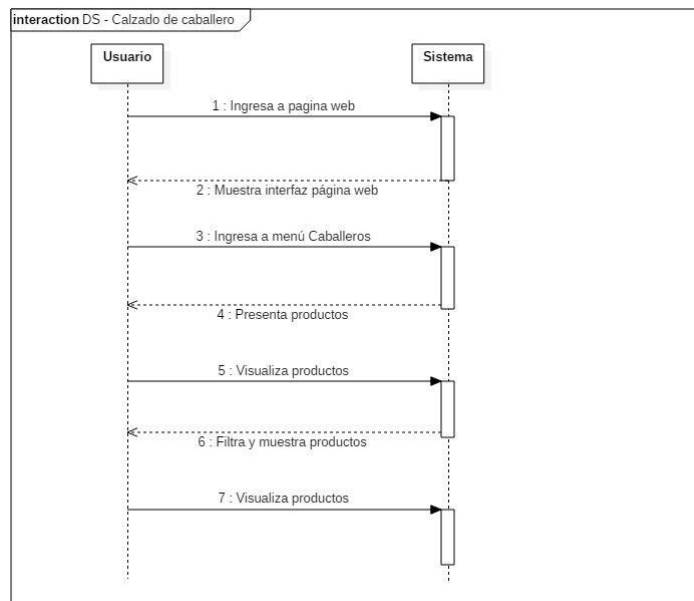 interaction DS - Calzado de caballero
Usuario
Sistema
1 : Ingresa a pagina web
2 : Muestra interfaz página web
3 : Ingresa a menú Caballeros
4 : Presenta productos
5 : Visualiza productos
6 : Filtra y muestra productos
7 : Visualiza productos